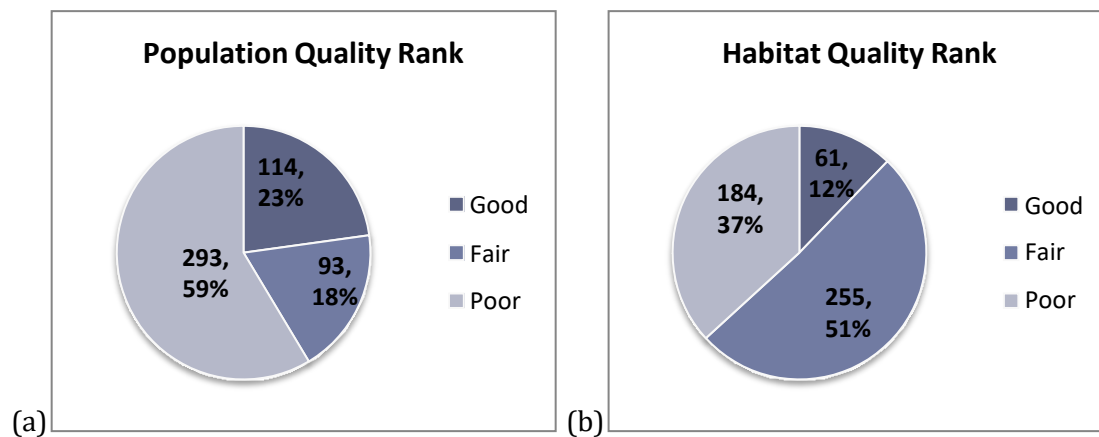 Population Quality Rank
114,
23%
93,
18%
293,
59%
Good
Fair
Poor
(a)
Habitat Quality Rank
61,
12%
184,
37%
255,
51%
Good
Fair
Poor
(b)